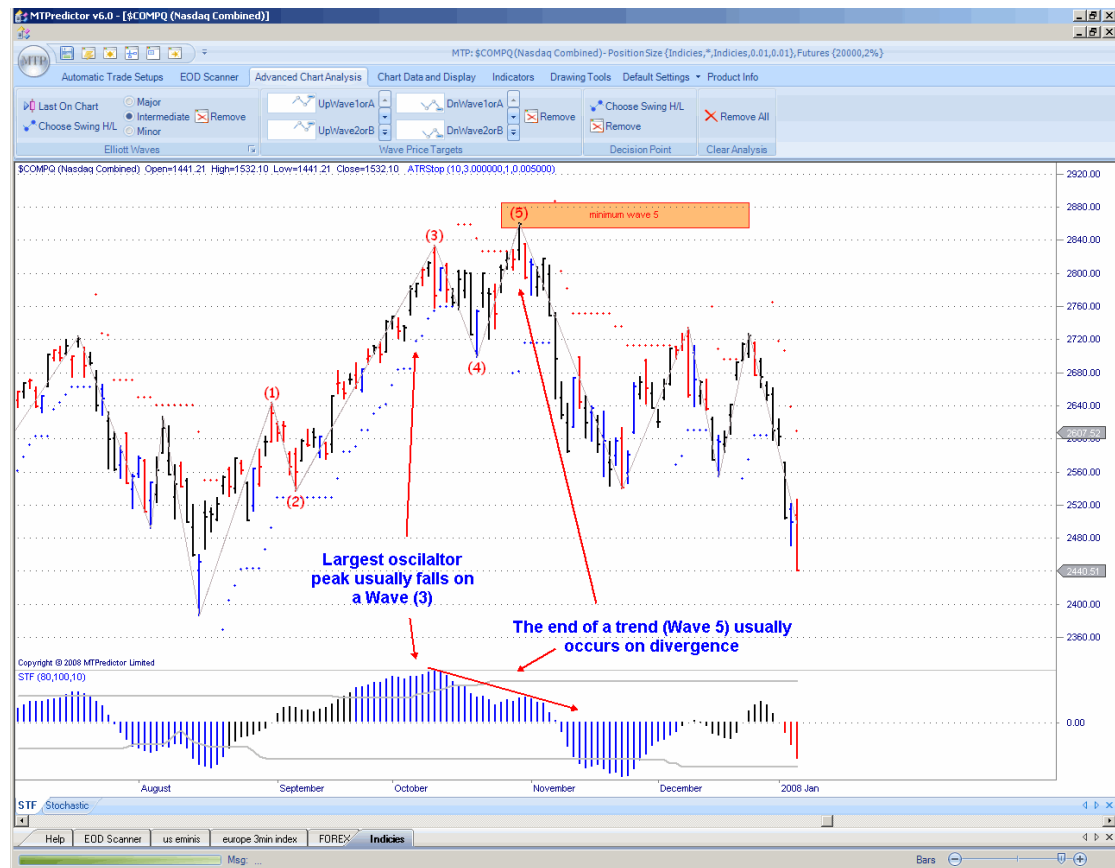 MTPredictor v6.0 - [$COMPQ (Nasdaq Combined)]
MTP
MTP: $COMPQ(Nasdaq Combined)- Position Size {Indicies,*,Indicies,0.01,0.01},Futures {20000,2%}
Automatic Trade Setups EOD Scanner Advanced Chart Analysis Chart Data and Display Indicators Drawing Tools Default Settings Product Info
Last On Chart
Choose Swing H/L
Major
Intermediate
Minor
Remove
Elliott Waves
UpWave1orA
UpWave2orB
DnWave1orA
DnWave2orB
Remove
Wave Price Targets
Choose Swing H/L
Remove
Decision Point
Remove All
Clear Analysis
$COMPQ (Nasdaq Combined) Open=1441.21 High=1532.10 Low=1441.21 Close=1532.10 ATRStop (10,3.000000,1,0.005000)
2920.00
2880.00
2840.00
2800.00
2760.00
2720.00
2680.00
2640.00
2607.52
2600.00
2560.00
2520.00
2480.00
2440.51
2400.00
2360.00
(5)
minimum wave 5
(3)
(4)
(1)
(2)
Largest oscilaltor
peak usually falls on
a Wave (3)
The end of a trend (Wave 5) usually
occurs on divergence
Copyright © 2008 MTPredictor Limited
STF (80,100,10)
0.00
August September October November December 2008 Jan
STF Stochastic
Help EOD Scanner us eminis europe 3min index FOREX Indicies
Msg: ...
Bars